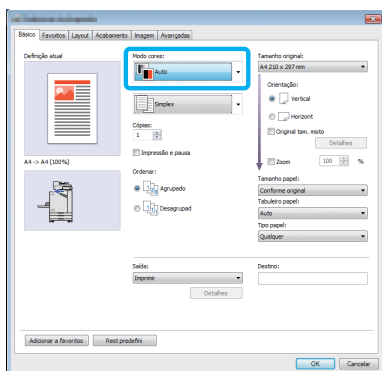 Básico Favoritos Layout Acabamento Imagem Avançadas
Definição atual
A4 -> A4 (100%)
Modo cores:
Auto
Simplex
Cópias:
1
Impressão e pausa
Ordenar:
Agrupado
Desagrupad
Tamanho original:
A4 210 x 297 mm
Orientação:
Vertical
Horizont
Original tam. misto
Detalhes
Zoom 100 %
Tamanho papel:
Conforme original
Tabuleiro papel:
Auto
Tipo papel:
Qualquer
Saída:
Imprimir
Detalhes
Destino:
Adicionar a favoritos Rest predefini
OK Cancelar